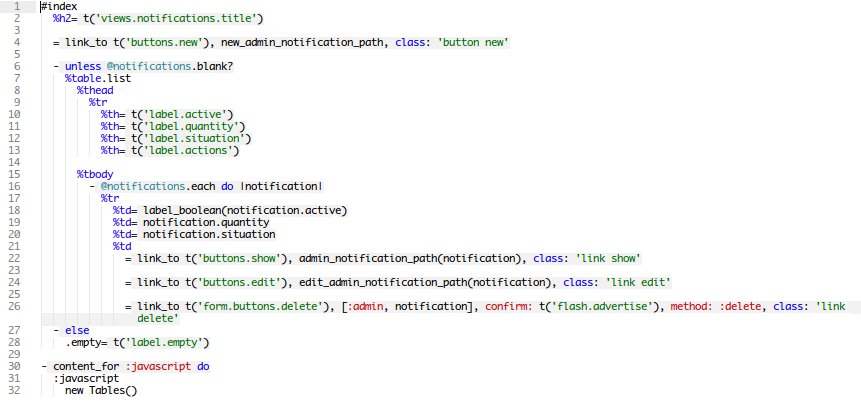 1 #index
2 %h2= t('views.notifications.title')
3
4 = link_to t('buttons.new'), new_admin_notification_path, class: 'button new'
5
6 - unless @notifications.blank?
7 %table.list
8 %thead
9 %tr
10 %th= t('label.active')
11 %th= t('label.quantity')
12 %th= t('label.situation')
13 %th= t('label.actions')
14
15 %tbody
16 - @notifications.each do |notification|
17 %tr
18 %td= label_boolean(notification.active)
19 %td= notification.quantity
20 %td= notification.situation
21 %td
22 = link_to t('buttons.show'), admin_notification_path(notification), class: 'link show'
23
24 = link_to t('buttons.edit'), edit_admin_notification_path(notification), class: 'link edit'
25
26 = link_to t('form.buttons.delete'), [:admin, notification], confirm: t('flash.advertise'), method: :delete, class: 'link
delete'
27 - else
28 .empty= t('label.empty')
29
30 - content_for :javascript do
31 :javascript
32 new Tables()